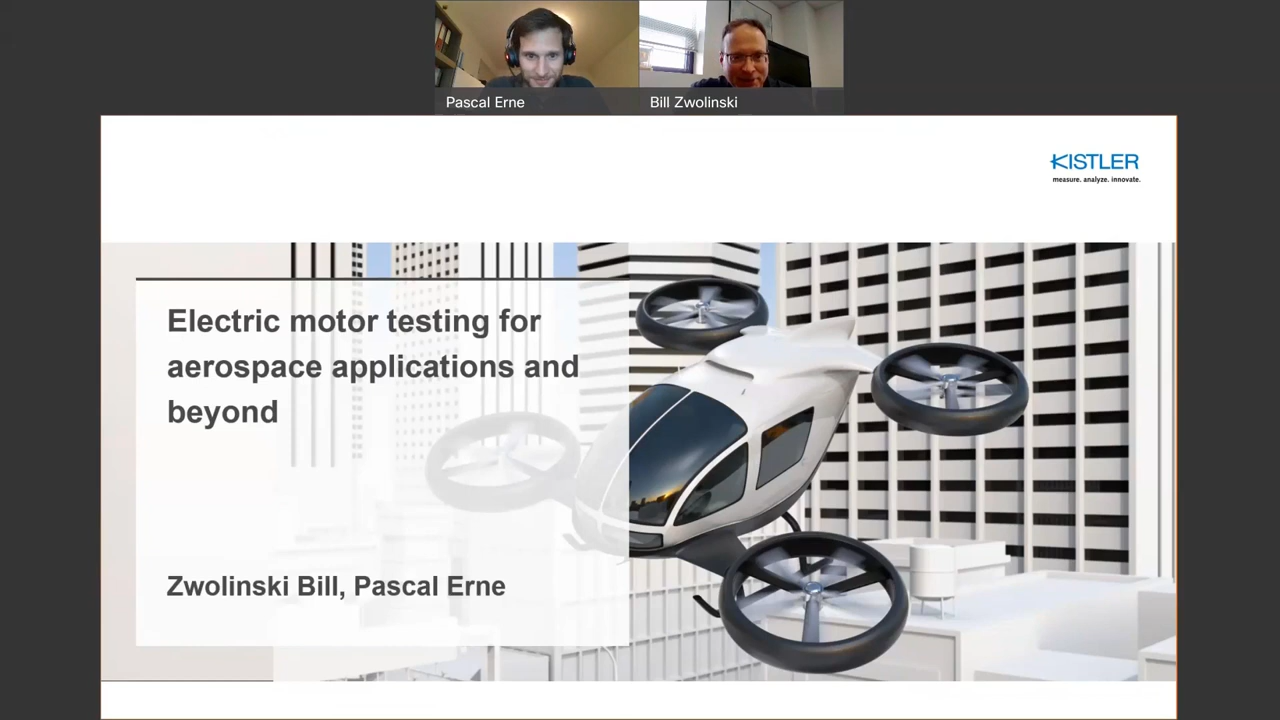 Pascal Erne
Bill Zwolinski
KISTLER
measure. analyze. innovate.
Electric motor testing for
aerospace applications and
beyond
Zwolinski Bill, Pascal Erne